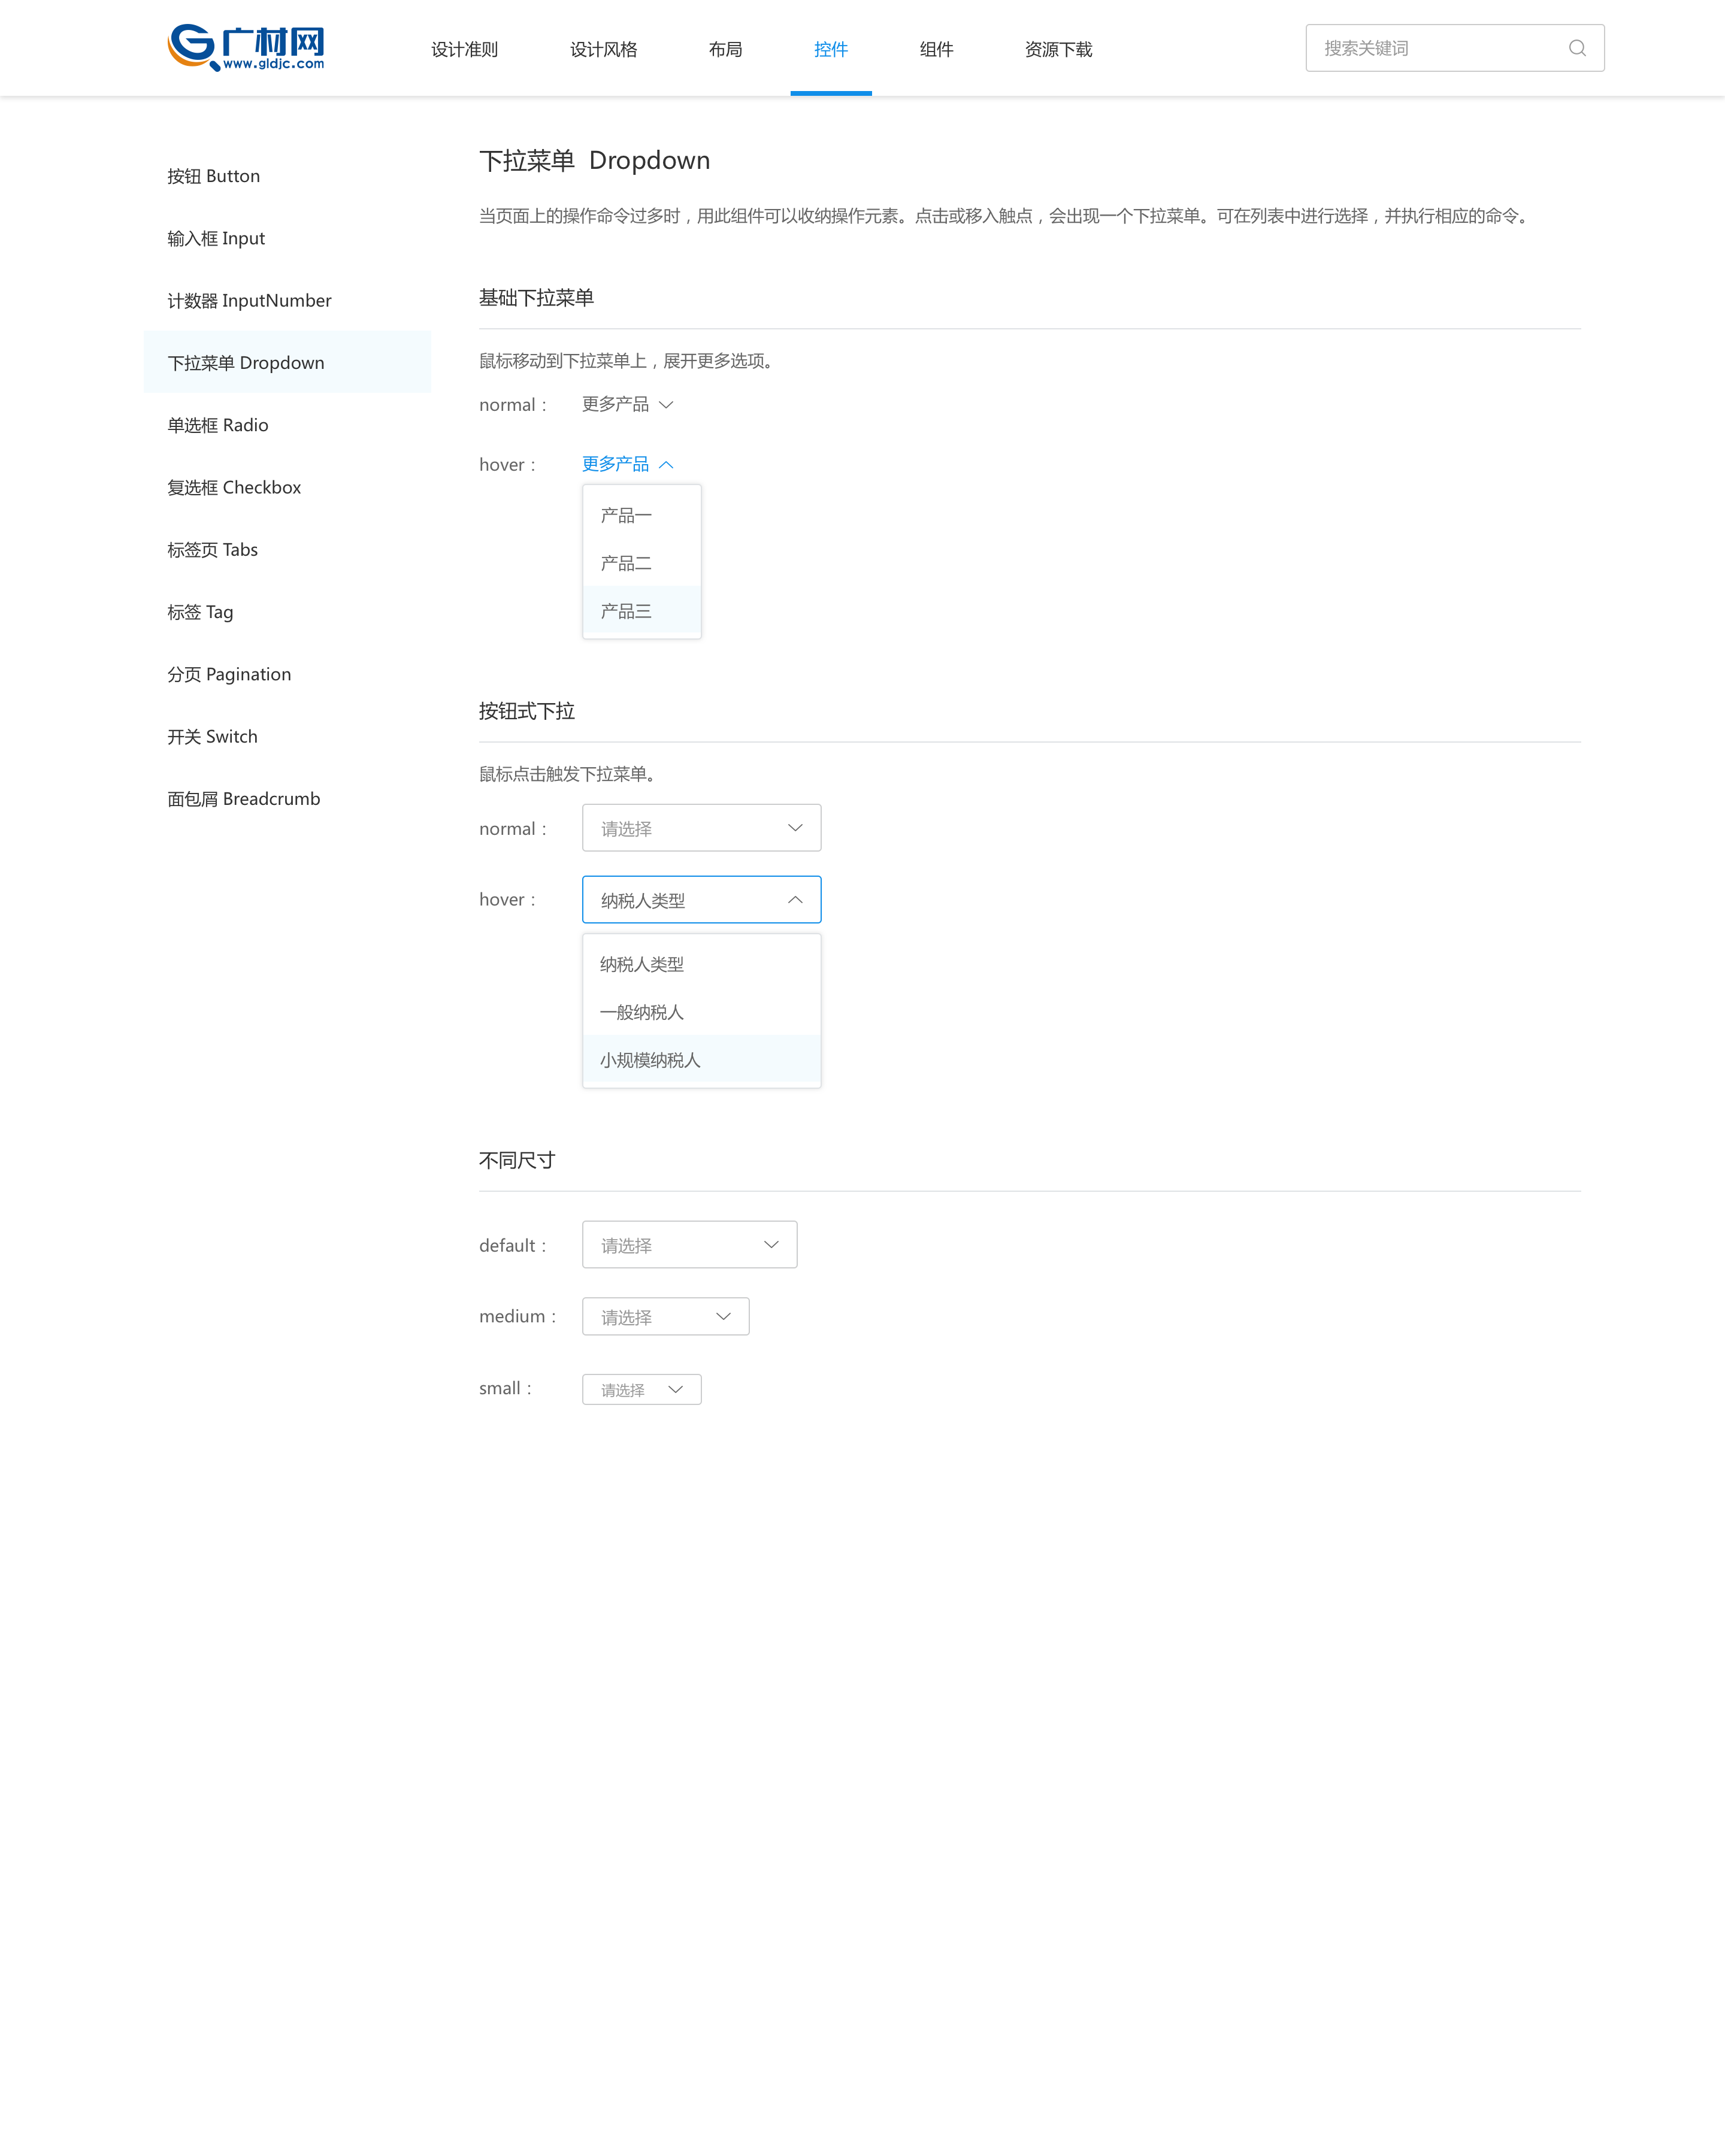 广材网
www.gldjc.com
设计准则 设计风格 布局 控件 组件 资源下载
搜索关键词
按钮 Button
输入框 Input
计数器 InputNumber
下拉菜单 Dropdown
单选框 Radio
复选框 Checkbox
标签页 Tabs
标签 Tag
分页 Pagination
开关 Switch
面包屑 Breadcrumb
下拉菜单 Dropdown
当页面上的操作命令过多时，用此组件可以收纳操作元素。点击或移入触点，会出现一个下拉菜单。可在列表中进行选择，并执行相应的命令。
基础下拉菜单
鼠标移动到下拉菜单上，展开更多选项。
normal： 更多产品
hover： 更多产品
产品一
产品二
产品三
按钮式下拉
鼠标点击触发下拉菜单。
normal： 请选择
hover： 纳税人类型
纳税人类型
一般纳税人
小规模纳税人
不同尺寸
default： 请选择
medium： 请选择
small： 请选择